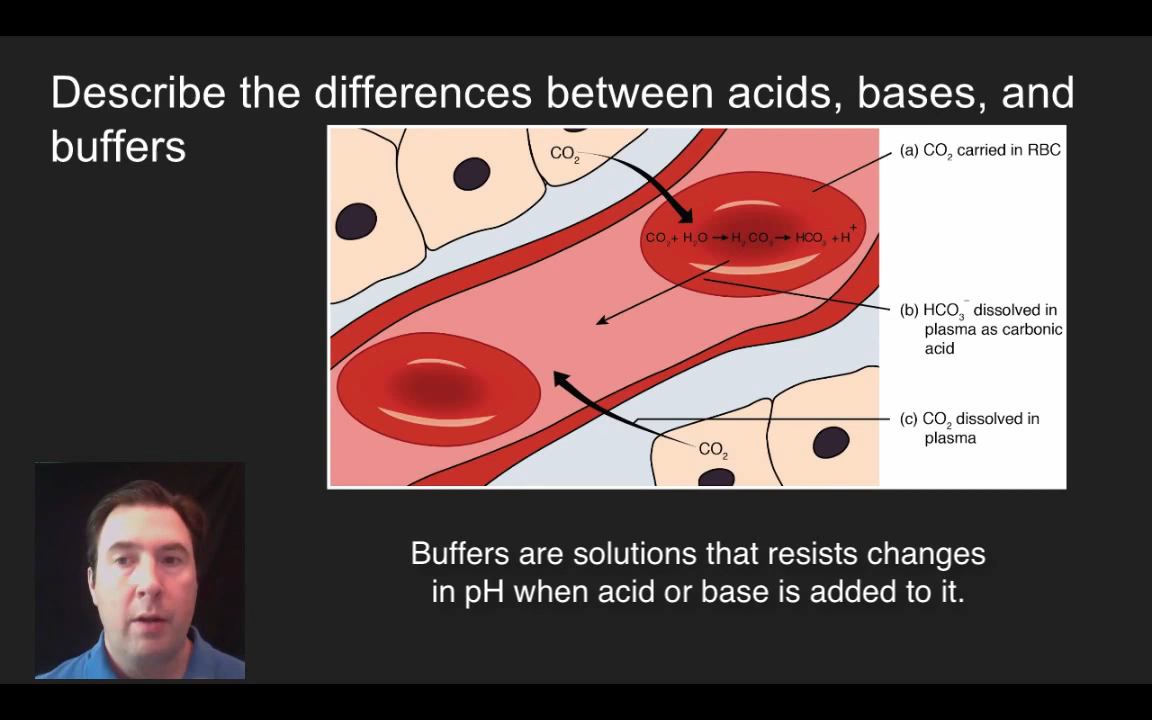 Describe the differences between acids, bases, and
buffers
CO₂
(a) CO₂ carried in RBC
CO₂ + H₂O → H₂CO₃ → HCO₃ + H⁺
(b) HCO₃⁻ dissolved in
plasma as carbonic
acid
(c) CO₂ dissolved in
plasma
CO₂
Buffers are solutions that resists changes
in pH when acid or base is added to it.